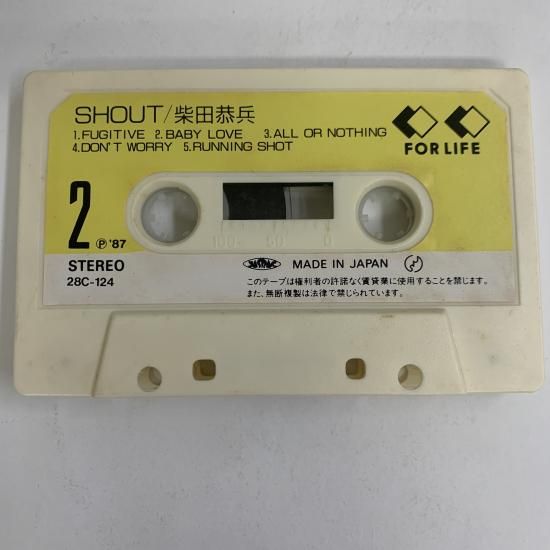 SHOUT/柴田恭兵
1.FUGITIVE 2.BABY LOVE 3.ALL OR NOTHING
4.DON'T WORRY 5.RUNNING SHOT
FOR LIFE
2 Ⓟ'87
100 50 0
STEREO
MADE IN JAPAN
28C-124
このテープは権利者の許諾なく賃貸業に使用することを禁じます。
また、無断複製は法律で禁じられています。